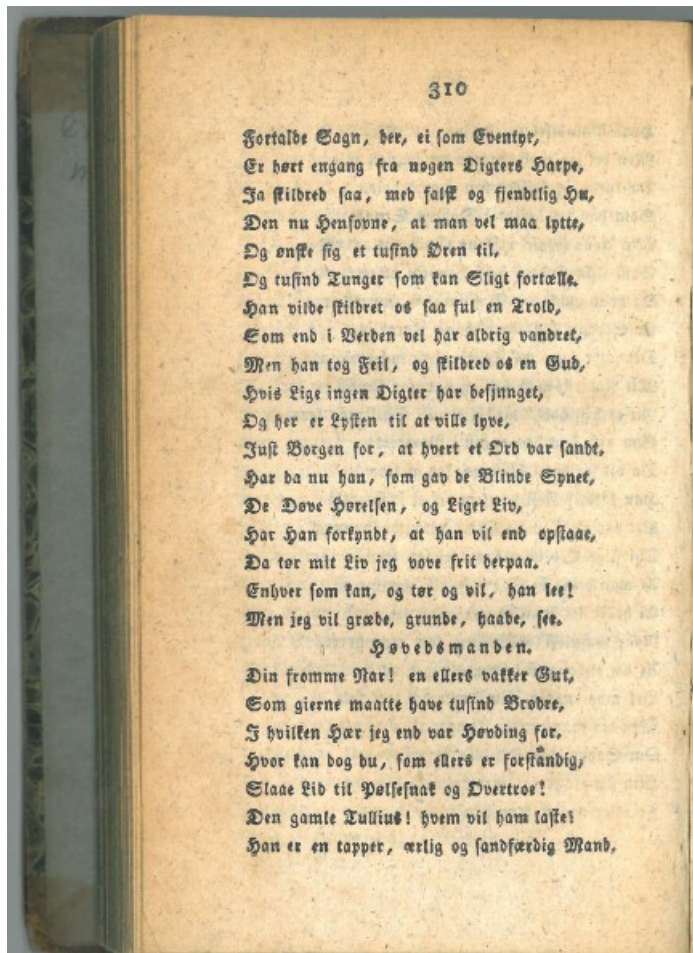 310
Fortalde Sagn, der, ei som Eventyr,
Er hørt engang fra nogen Digters Harpe,
Ja skildred saa, med falsk og fjendtlig Hu,
Den nu Hensovne, at man vel maa lytte,
Og ønske sig et tusind Øren til,
Og tusind Tunger som kan Sligt fortælle.
Han vilde skildret os saa ful en Trold,
Som end i Verden vel har aldrig vandret,
Men han tog Feil, og skildred os en Gud,
Hvis Lige ingen Digter har besjunget,
Og her er Lysten til at ville lyve,
Just Borgen for, at hvert et Ord var sandt,
Har da nu han, som gav de Blinde Synet,
De Døve Hørelsen, og Liget Liv,
Har Han forkyndt, at han vil end opstaae,
Da tør mit Liv jeg vove frit derpaa.
Enhver som kan, og tør og vil, han lee!
Men jeg vil græde, grunde, haabe, see.
Høvedsmanden.
Din fromme Nar! en ellers vakker Gut,
Som gierne maatte have tusind Brødre,
I hvilken Hær jeg end var Høvding for.
Hvor kan dog du, som ellers er forståndig,
Slaae Lid til Pølsesnak og Overtroe!
Den gamle Tullius! hvem vil ham laste?
Han er en tapper, ærlig og sandfærdig Mand,